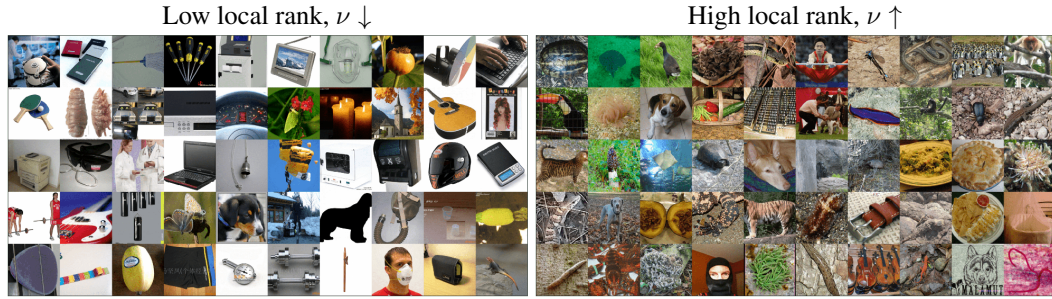 Low local rank, ν ↓
High local rank, ν ↑
MALAMUT